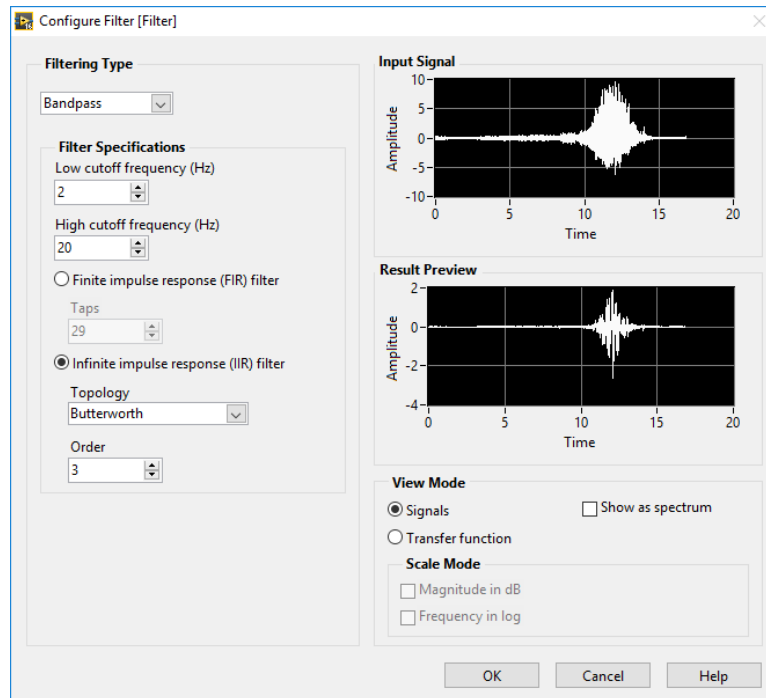 Configure Filter [Filter]
Filtering Type
Bandpass
Filter Specifications
Low cutoff frequency (Hz)
2
High cutoff frequency (Hz)
20
Finite impulse response (FIR) filter
Taps
29
Infinite impulse response (IIR) filter
Topology
Butterworth
Order
3
Input Signal
Amplitude
10
5
0
-5
-10
0 5 10 15 20
Time
Result Preview
Amplitude
2
0
-2
-4
0 5 10 15 20
Time
View Mode
Signals
Show as spectrum
Transfer function
Scale Mode
Magnitude in dB
Frequency in log
OK Cancel Help